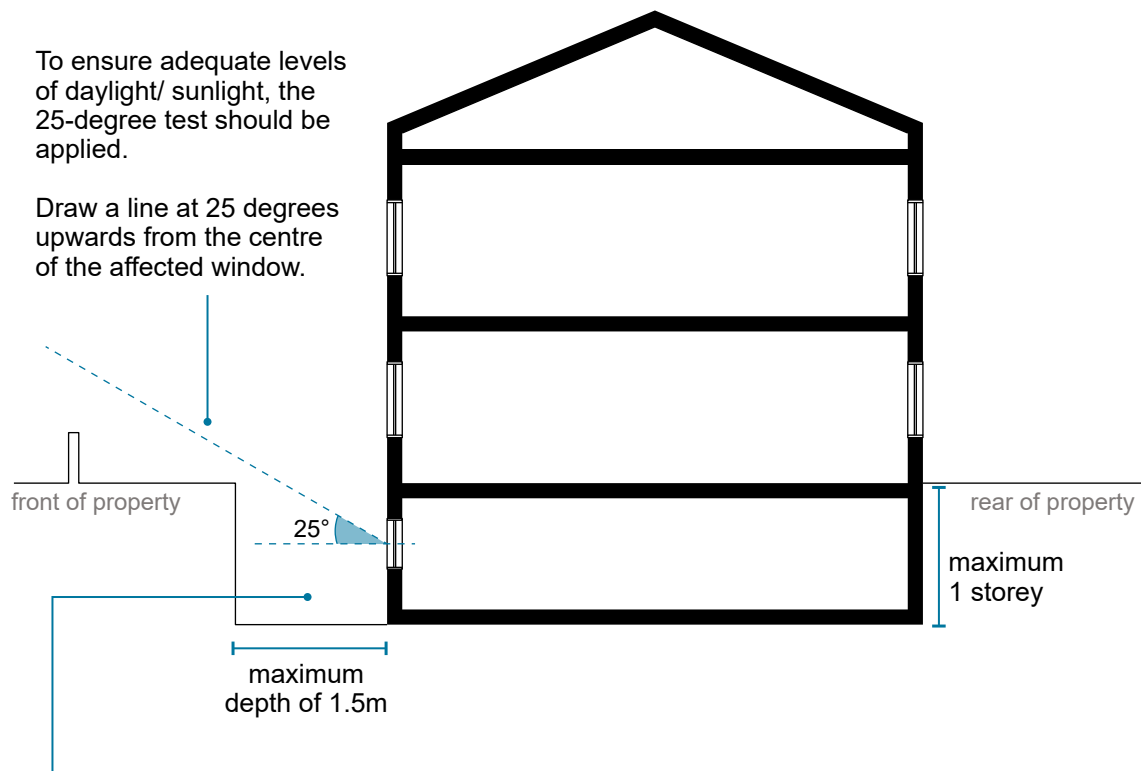 To ensure adequate levels
of daylight/ sunlight, the
25-degree test should be
applied.
Draw a line at 25 degrees
upwards from the centre
of the affected window.
front of property
rear of property
25°
maximum
1 storey
maximum
depth of 1.5m